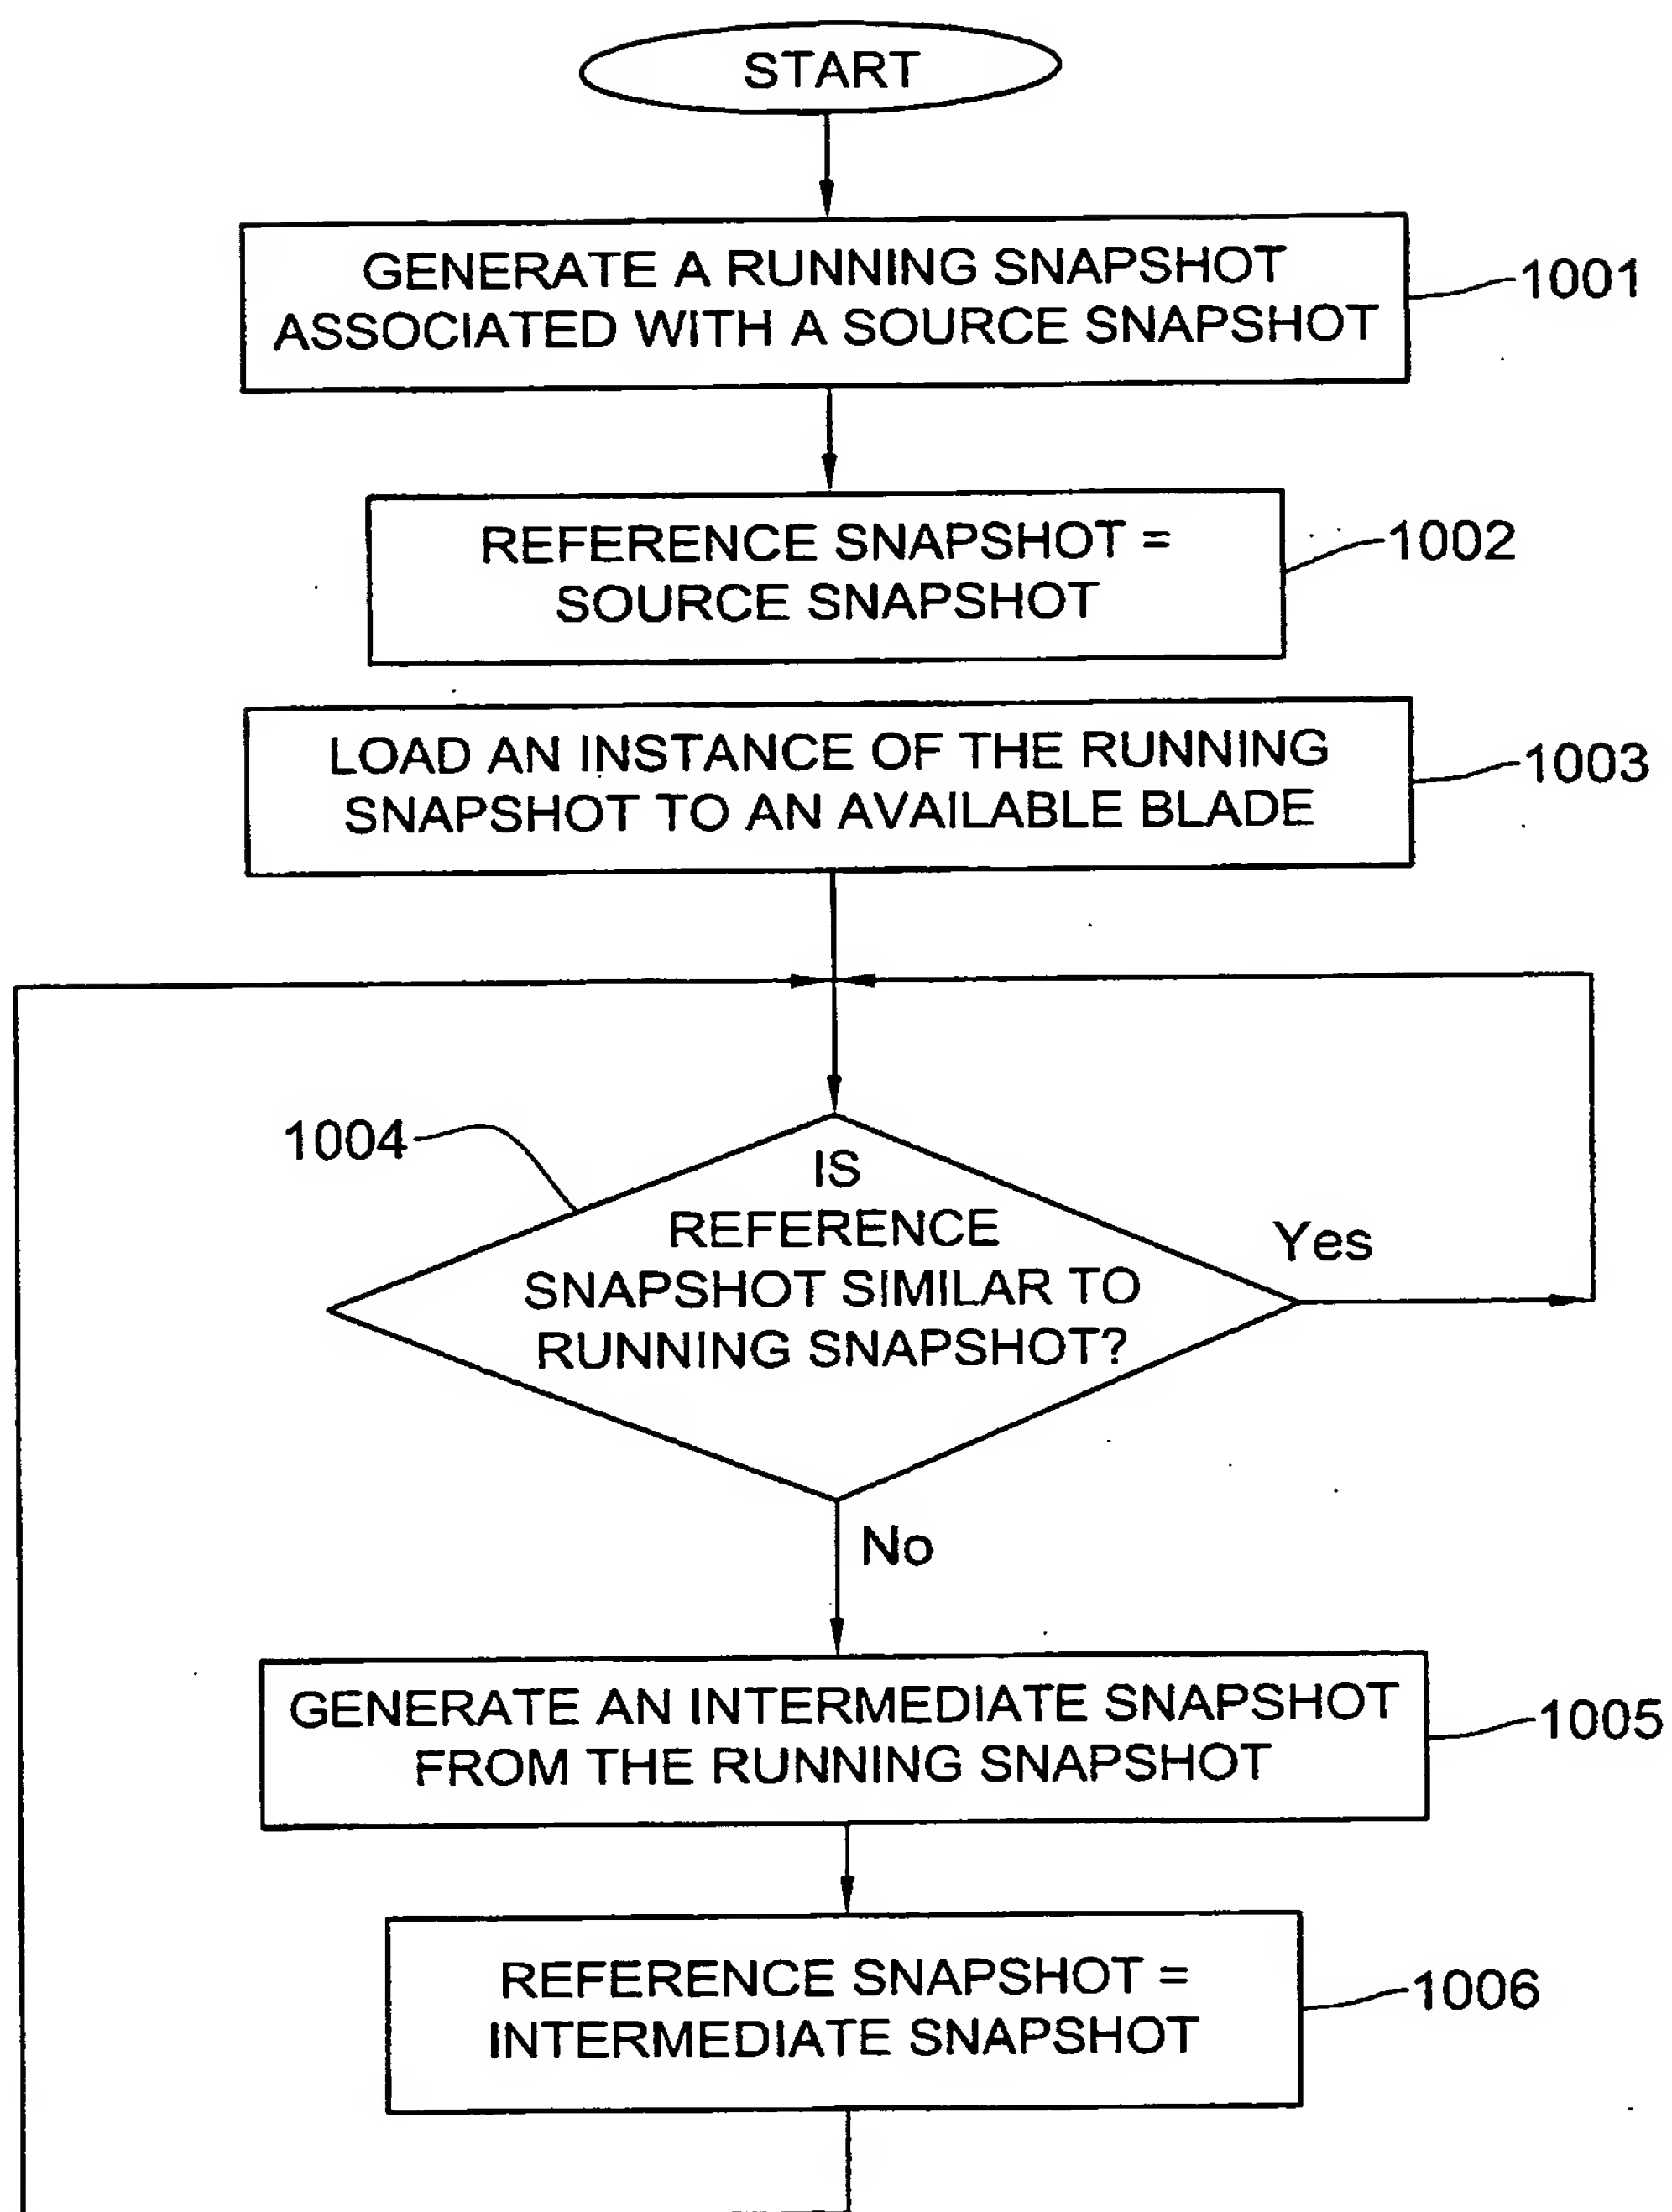 START
GENERATE A RUNNING SNAPSHOT
ASSOCIATED WITH A SOURCE SNAPSHOT
1001
REFERENCE SNAPSHOT =
SOURCE SNAPSHOT
1002
LOAD AN INSTANCE OF THE RUNNING
SNAPSHOT TO AN AVAILABLE BLADE
1003
1004
IS
REFERENCE
SNAPSHOT SIMILAR TO
RUNNING SNAPSHOT?
Yes
No
GENERATE AN INTERMEDIATE SNAPSHOT
FROM THE RUNNING SNAPSHOT
1005
REFERENCE SNAPSHOT =
INTERMEDIATE SNAPSHOT
1006